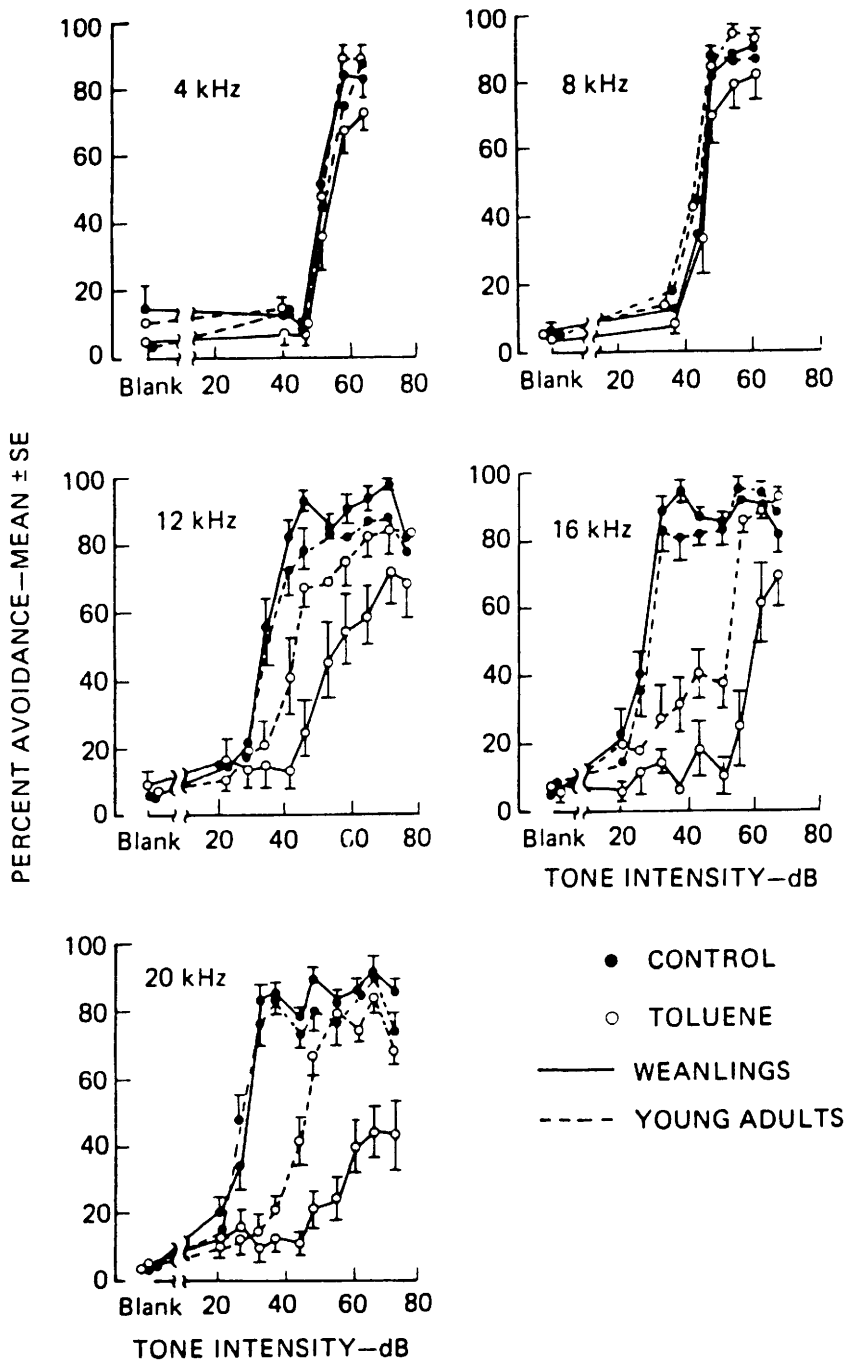 4 kHz
100
80
60
40
20
0
Blank 20 40 60 80
8 kHz
100
80
60
40
20
0
Blank 20 40 60 80
PERCENT AVOIDANCE—MEAN ± SE
12 kHz
100
80
60
40
20
0
Blank 20 40 60 80
16 kHz
100
80
60
40
20
0
Blank 20 40 60 80
TONE INTENSITY—dB
20 kHz
100
80
60
40
20
0
Blank 20 40 60 80
TONE INTENSITY—dB
CONTROL
TOLUENE
WEANLINGS
YOUNG ADULTS